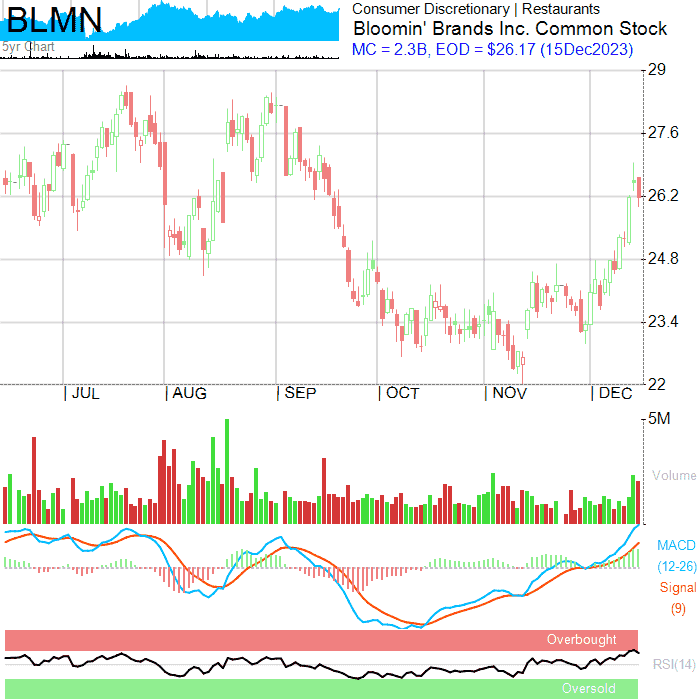 BLMN
5yr Chart
Consumer Discretionary | Restaurants
Bloomin' Brands Inc. Common Stock
MC = 2.3B, EOD = $26.17 (15Dec2023)
29
27.6
26.2
24.8
23.4
22
| JUL | AUG | SEP | OCT | NOV | DEC
5M
Volume
MACD
(12-26)
Signal
(9)
Overbought
RSI(14)
Oversold